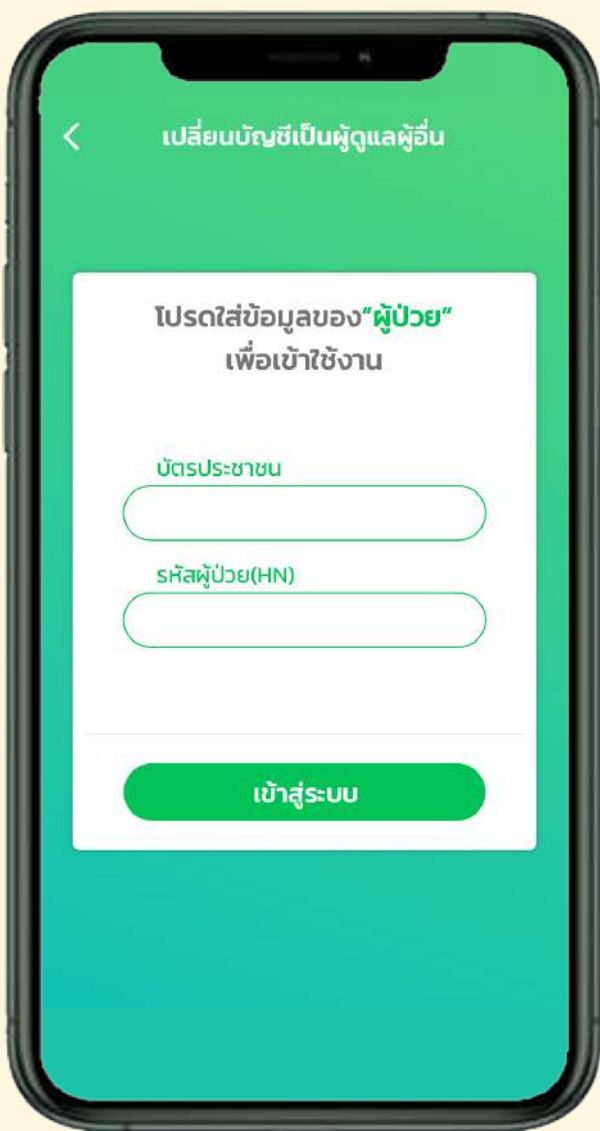 เปลี่ยนบัญชีเป็นผู้ดูแลผู้อื่น
โปรดใส่ข้อมูลของ“ผู้ป่วย”
เพื่อเข้าใช้งาน
บัตรประชาชน
รหัสผู้ป่วย(HN)
เข้าสู่ระบบ